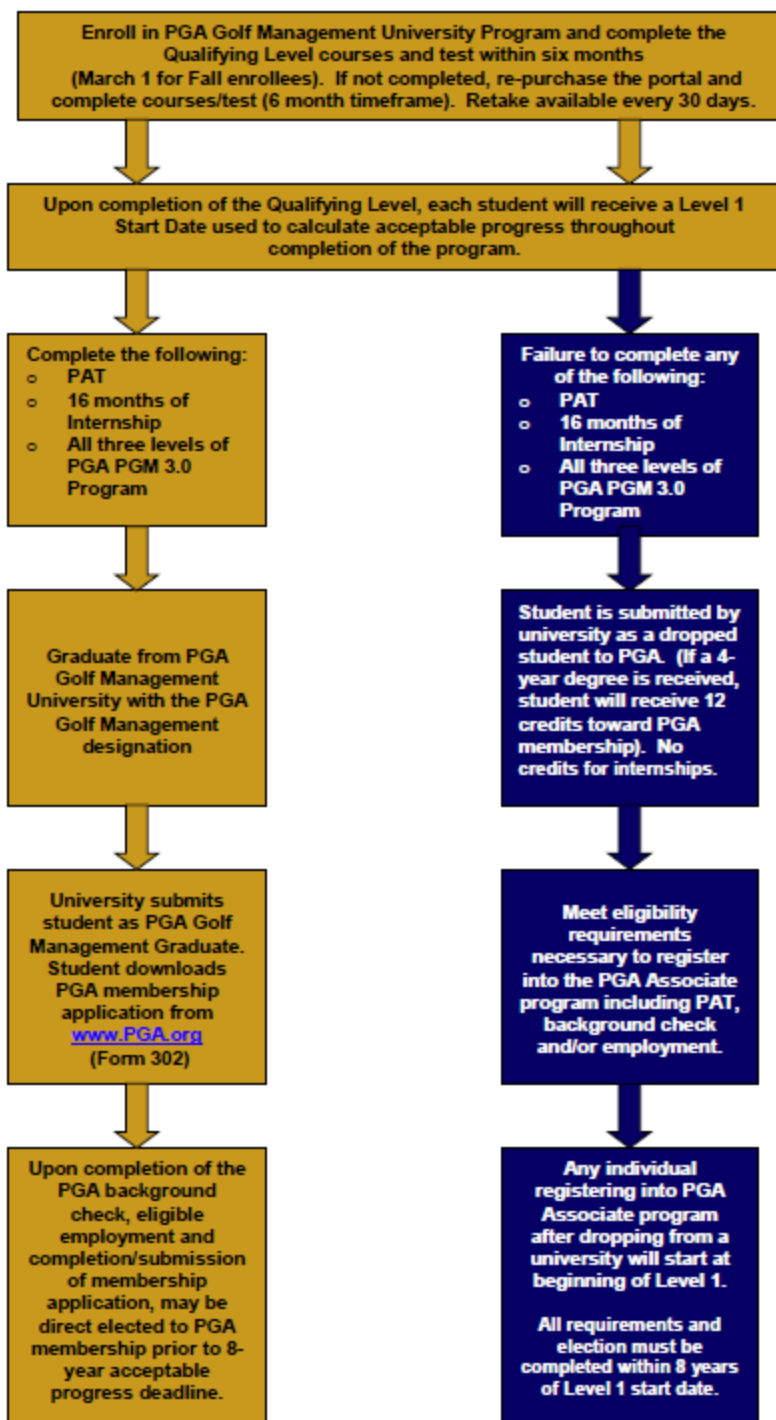 Enroll in PGA Golf Management University Program and complete the
Qualifying Level courses and test within six months
(March 1 for Fall enrollees). If not completed, re-purchase the portal and
complete courses/test (6 month timeframe). Retake available every 30 days.
Upon completion of the Qualifying Level, each student will receive a Level 1
Start Date used to calculate acceptable progress throughout
completion of the program.
Complete the following:
o PAT
o 16 months of
Internship
o All three levels of
PGA PGM 3.0
Program
Graduate from PGA
Golf Management
University with the PGA
Golf Management
designation
University submits
student as PGA Golf
Management Graduate.
Student downloads
PGA membership
application from
www.PGA.org
(Form 302)
Upon completion of the
PGA background
check, eligible
employment and
completion/submission
of membership
application, may be
direct elected to PGA
membership prior to 8-
year acceptable
progress deadline.
Failure to complete any
of the following:
o PAT
o 16 months of
Internship
o All three levels of
PGA PGM 3.0
Program
Student is submitted by
university as a dropped
student to PGA. (If a 4-
year degree is received,
student will receive 12
credits toward PGA
membership). No
credits for internships.
Meet eligibility
requirements
necessary to register
into the PGA Associate
program including PAT,
background check
and/or employment.
Any individual
registering into PGA
Associate program
after dropping from a
university will start at
beginning of Level 1.
All requirements and
election must be
completed within 8 years
of Level 1 start date.